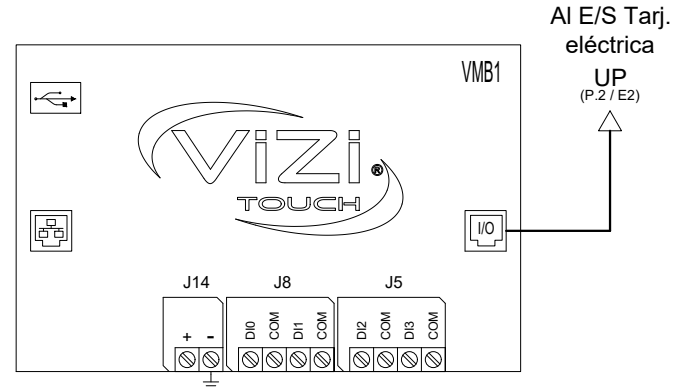 Al E/S Tarj.
eléctrica
UP
(P.2 / E2)
VMB1
ViZi®
TOUCH
I/O
J14
J8
J5
+ -
DI0 COM DI1 COM
DI2 COM DI3 COM